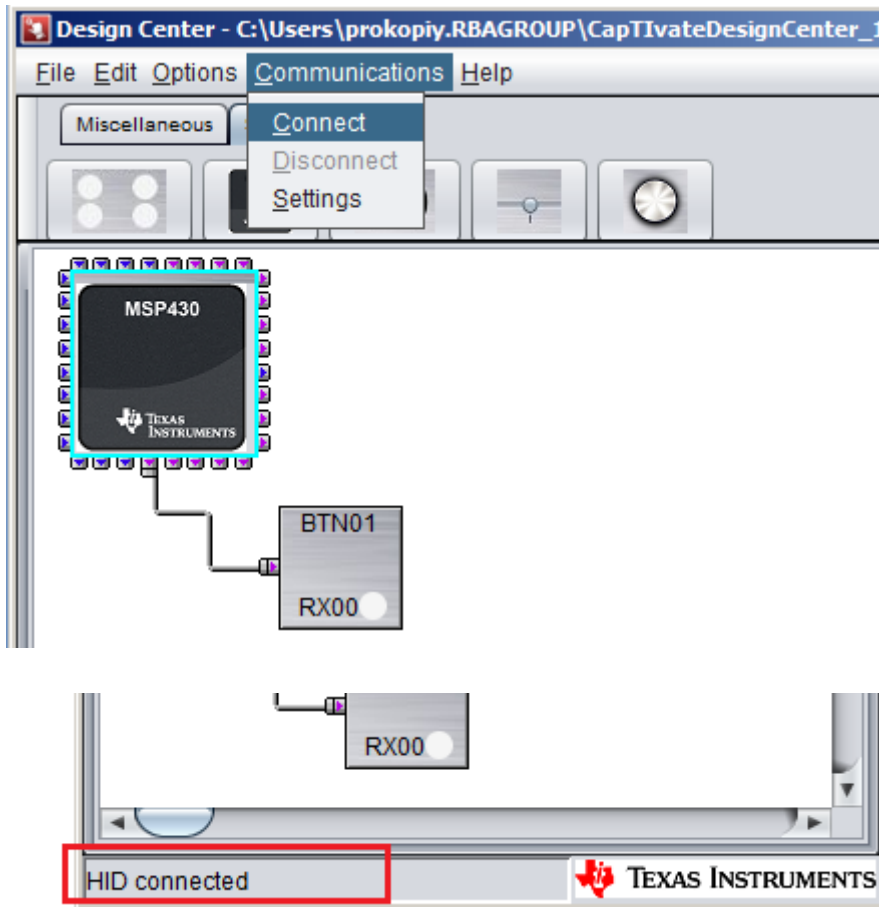 Design Center - C:\Users\prokopiy.RBAGROUP\CapTIvateDesignCenter_1
File Edit Options Communications Help
Miscellaneous
Connect
Disconnect
Settings
MSP430
TEXAS
INSTRUMENTS
BTN01
RX00
RX00
HID connected
TEXAS INSTRUMENTS